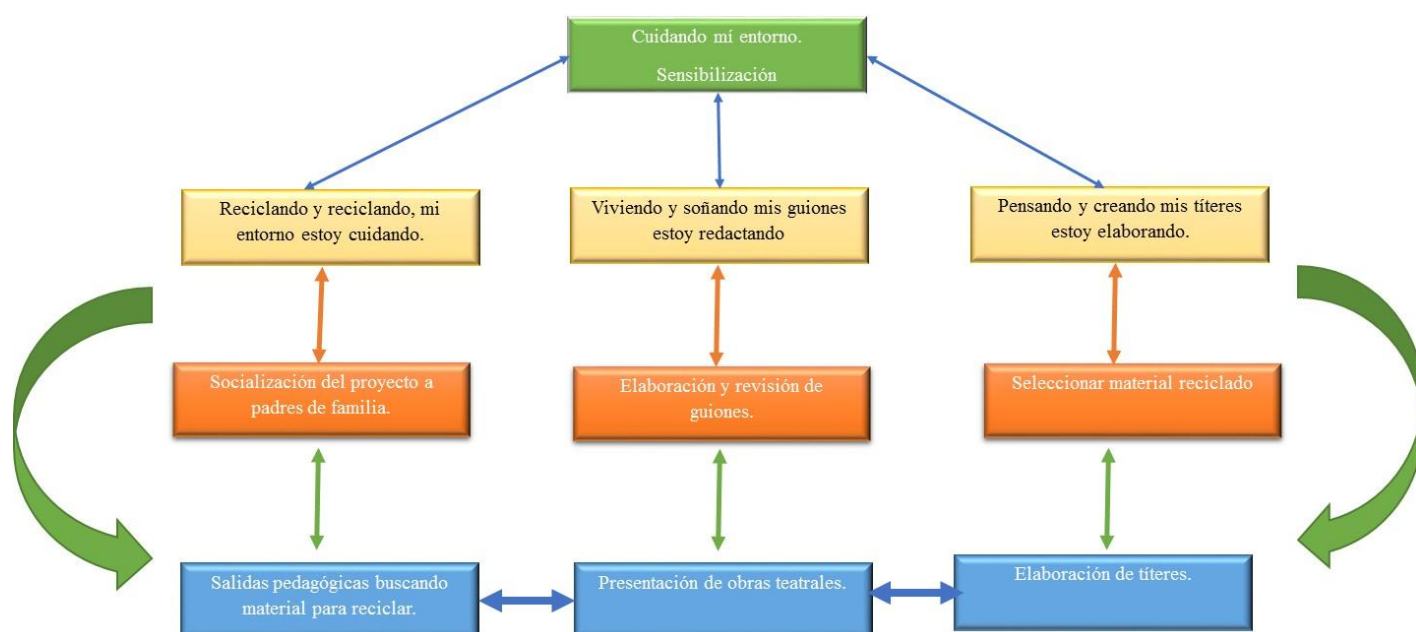 Cuidando mí entorno.
Sensibilización
Reciclando y reciclando, mi
entorno estoy cuidando.
Viviendo y soñando mis guiones
estoy redactando
Pensando y creando mis títeres
estoy elaborando.
Socialización del proyecto a
padres de familia.
Elaboración y revisión de
guiones.
Seleccionar material reciclado
Salidas pedagógicas buscando
material para reciclar.
Presentación de obras teatrales.
Elaboración de títeres.